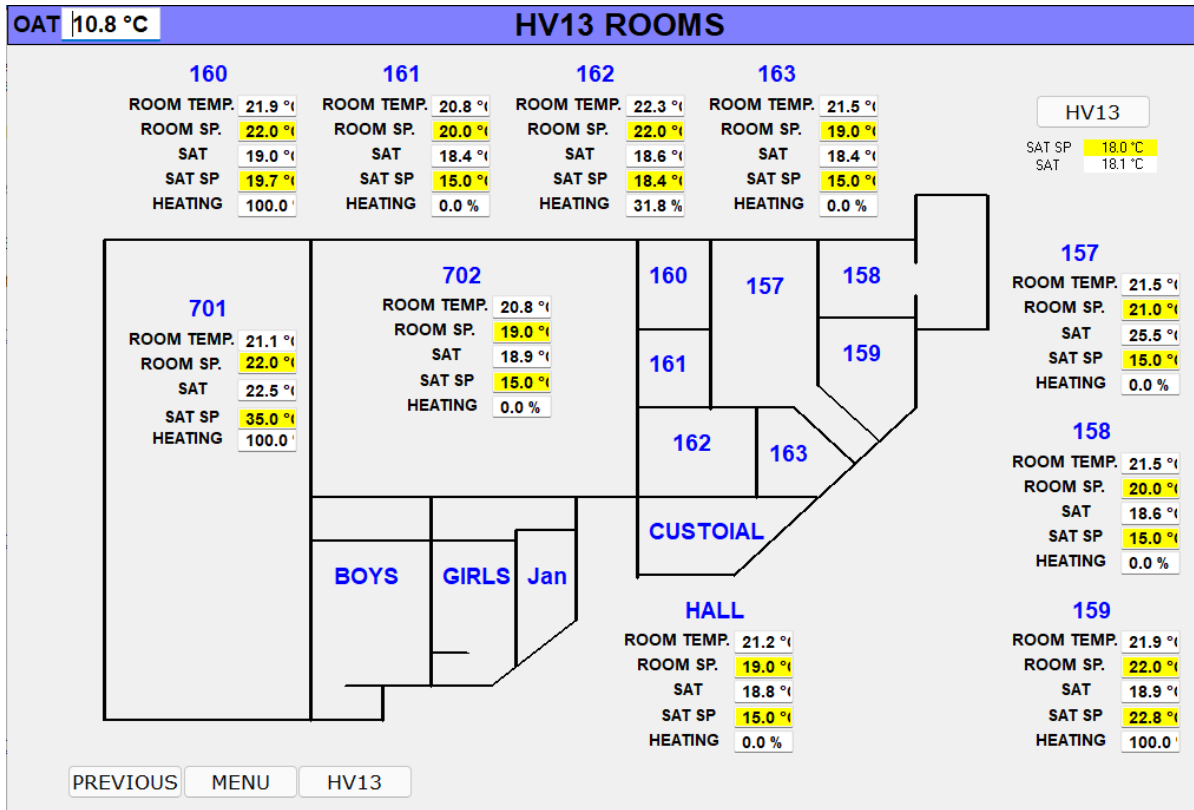 OAT 10.8 °C HV13 ROOMS
160 161 162 163
ROOM TEMP. 21.9 °( ROOM TEMP. 20.8 °( ROOM TEMP. 22.3 °( ROOM TEMP. 21.5 °(
ROOM SP. 22.0 °( ROOM SP. 20.0 °( ROOM SP. 22.0 °( ROOM SP. 19.0 °(
SAT 19.0 °( SAT 18.4 °( SAT 18.6 °( SAT 18.4 °(
SAT SP 19.7 °( SAT SP 15.0 °( SAT SP 18.4 °( SAT SP 15.0 °(
HEATING 100.0 HEATING 0.0 % HEATING 31.8 % HEATING 0.0 %
HV13
SAT SP 18.0 °C
SAT 18.1 °C
701
ROOM TEMP. 21.1 °(
ROOM SP. 22.0 °(
SAT 22.5 °(
SAT SP 35.0 °(
HEATING 100.0
702
ROOM TEMP. 20.8 °(
ROOM SP. 19.0 °(
SAT 18.9 °(
SAT SP 15.0 °(
HEATING 0.0 %
160 157 158
161 159
162 163
CUSTOIAL
BOYS GIRLS Jan
157
ROOM TEMP. 21.5 °(
ROOM SP. 21.0 °(
SAT 25.5 °(
SAT SP 15.0 °(
HEATING 0.0 %
158
ROOM TEMP. 21.5 °(
ROOM SP. 20.0 °(
SAT 18.6 °(
SAT SP 15.0 °(
HEATING 0.0 %
HALL
ROOM TEMP. 21.2 °(
ROOM SP. 19.0 °(
SAT 18.8 °(
SAT SP 15.0 °(
HEATING 0.0 %
159
ROOM TEMP. 21.9 °(
ROOM SP. 22.0 °(
SAT 18.9 °(
SAT SP 22.8 °(
HEATING 100.0
PREVIOUS MENU HV13